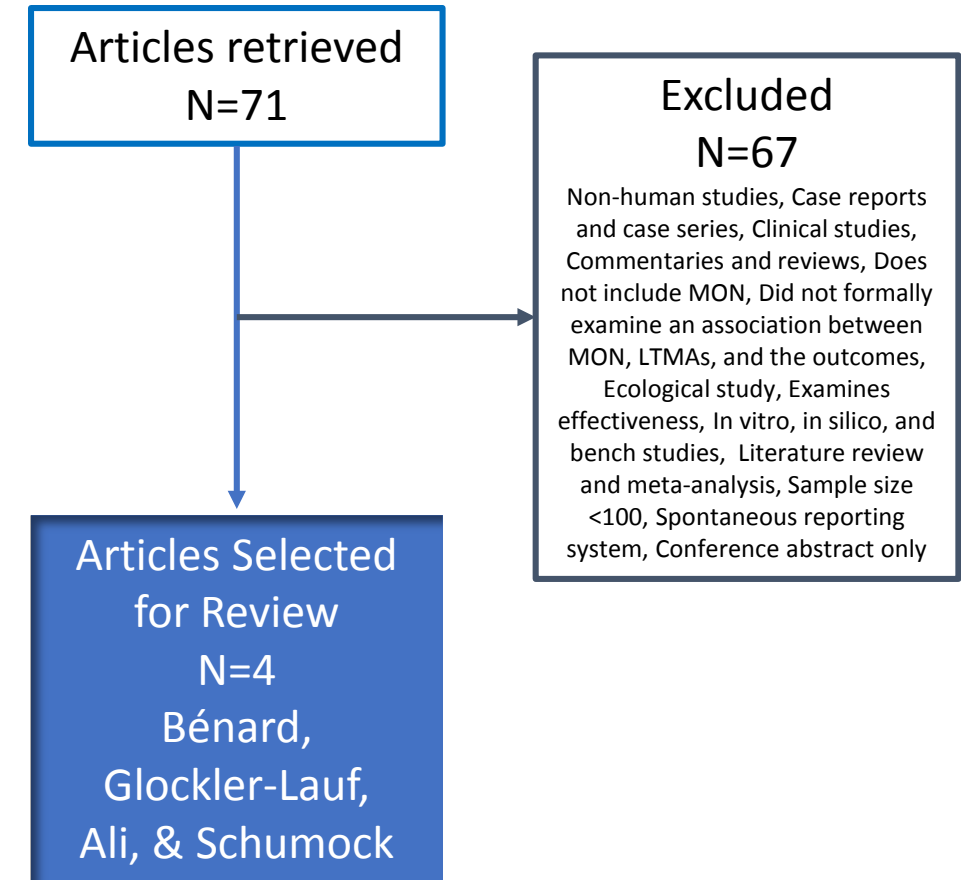 Articles retrieved
N=71
Excluded
N=67
Non-human studies, Case reports
and case series, Clinical studies,
Commentaries and reviews, Does
not include MON, Did not formally
examine an association between
MON, LTMAs, and the outcomes,
Ecological study, Examines
effectiveness, In vitro, in silico, and
bench studies,  Literature review
and meta-analysis, Sample size
<100, Spontaneous reporting
system, Conference abstract only
Articles Selected
for Review
N=4
Bénard,
Glockler-Lauf,
Ali, & Schumock